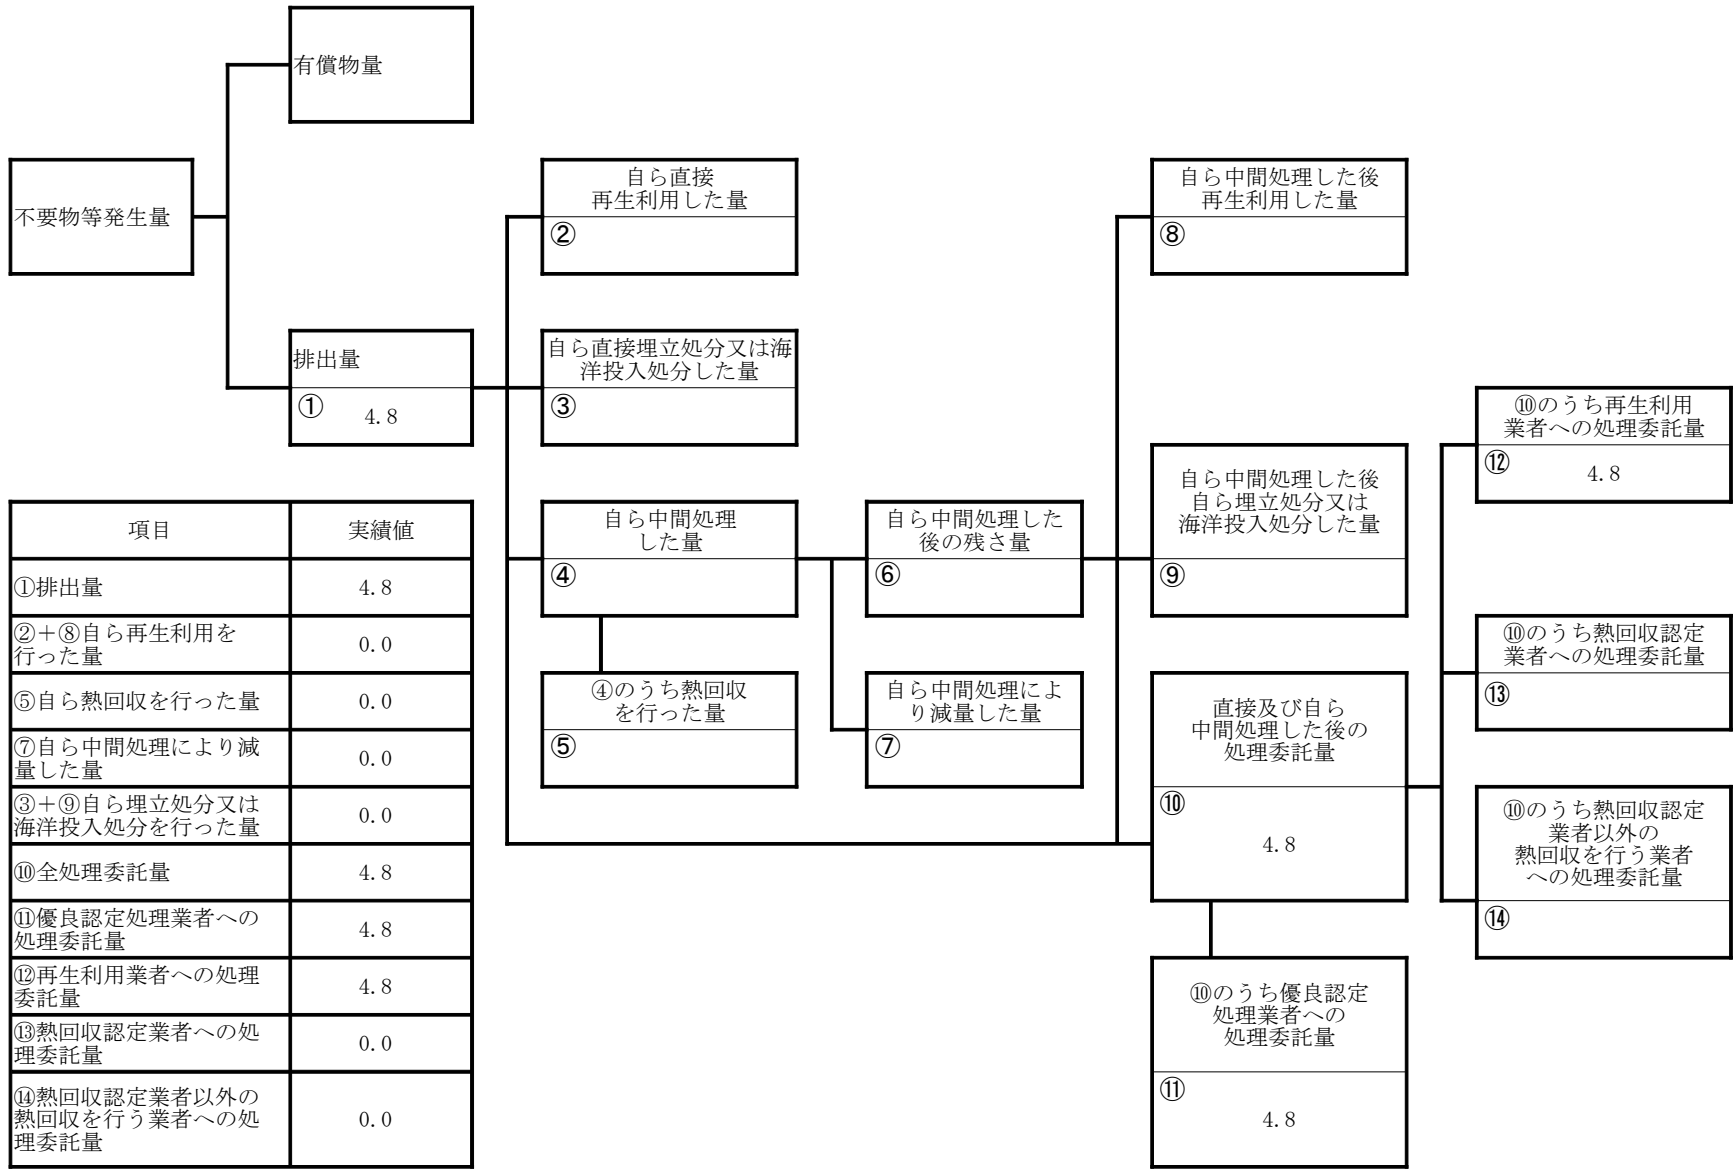 有償物量
不要物等発生量
自ら直接
再生利用した量
②
自ら中間処理した後
再生利用した量
⑧
排出量
① 4.8
自ら直接埋立処分又は海
洋投入処分した量
③
⑩のうち再生利用
業者への処理委託量
⑫ 4.8
自ら中間処理した後
自ら埋立処分又は
海洋投入処分した量
⑨
自ら中間処理
した量
④
自ら中間処理した
後の残さ量
⑥
⑩のうち熱回収認定
業者への処理委託量
⑬
④のうち熱回収
を行った量
⑤
自ら中間処理によ
り減量した量
⑦
直接及び自ら
中間処理した後の
処理委託量
⑩
4.8
⑩のうち熱回収認定
業者以外の
熱回収を行う業者
への処理委託量
⑭
⑩のうち優良認定
処理業者への
処理委託量
⑪
4.8
項目 実績値
①排出量 4.8
②+⑧自ら再生利用を
行った量 0.0
⑤自ら熱回収を行った量 0.0
⑦自ら中間処理により減
量した量 0.0
③+⑨自ら埋立処分又は
海洋投入処分を行った量 0.0
⑩全処理委託量 4.8
⑪優良認定処理業者への
処理委託量 4.8
⑫再生利用業者への処理
委託量 4.8
⑬熱回収認定業者への処
理委託量 0.0
⑭熱回収認定業者以外の
熱回収を行う業者への処
理委託量 0.0